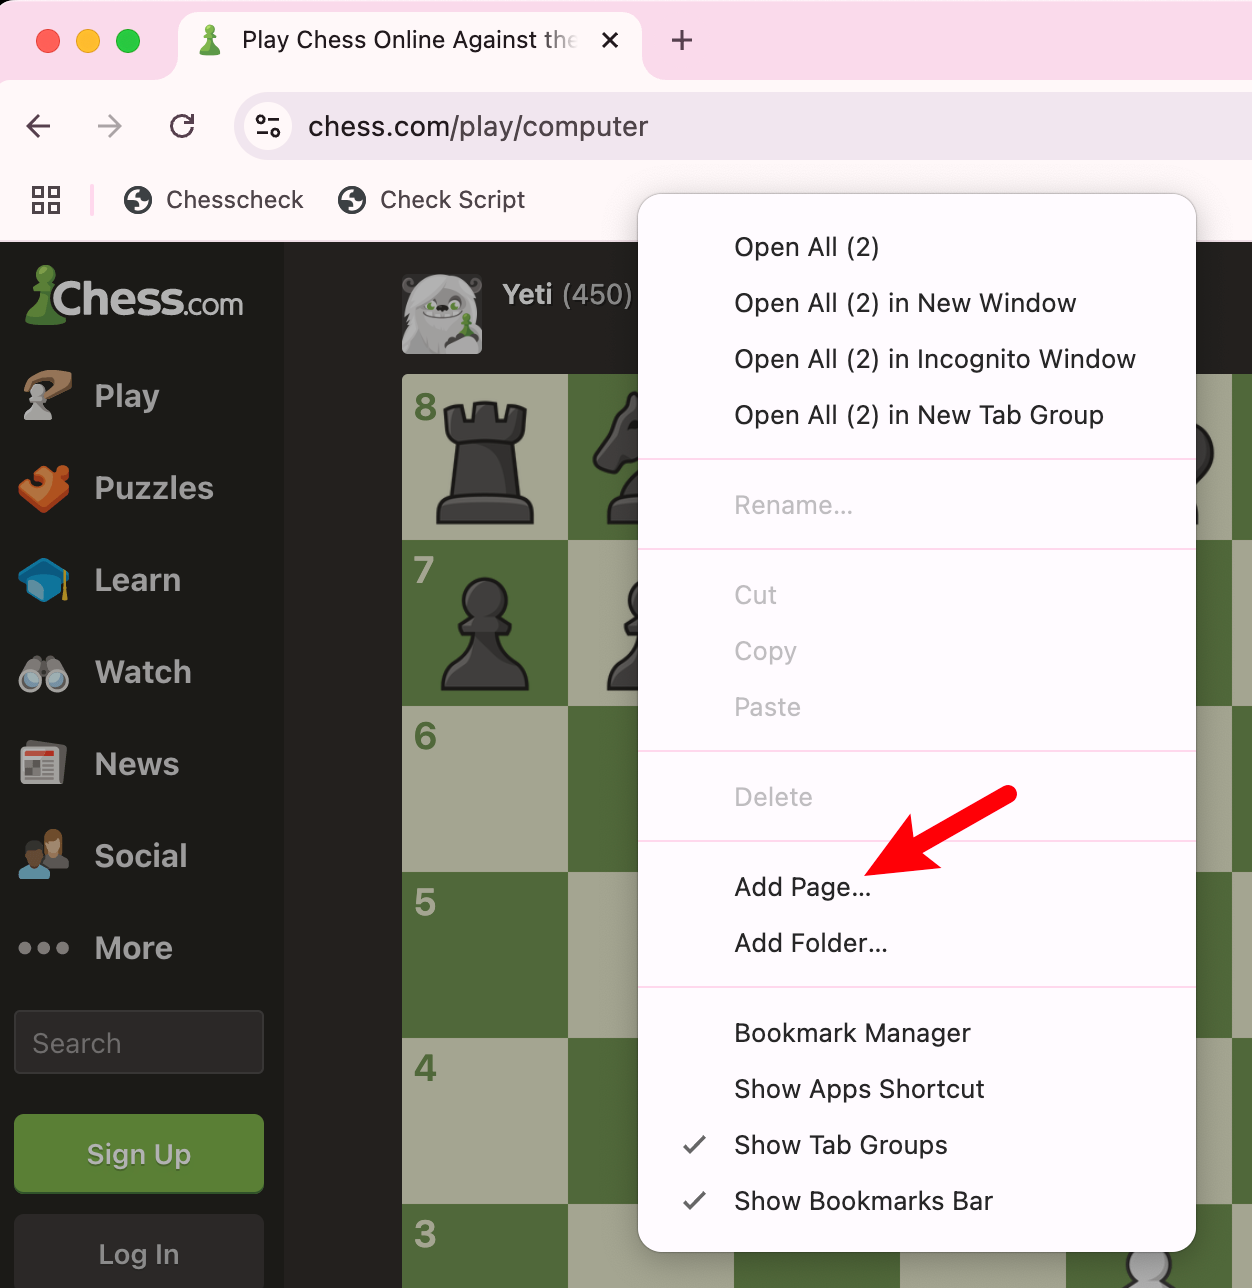 Play Chess Online Against the
chess.com/play/computer
Chesscheck
Check Script
Chess.com
Play
Puzzles
Learn
Watch
News
Social
More
Search
Sign Up
Log In
Yeti (450)
8
7
6
5
4
3
Open All (2)
Open All (2) in New Window
Open All (2) in Incognito Window
Open All (2) in New Tab Group
Rename...
Cut
Copy
Paste
Delete
Add Page...
Add Folder...
Bookmark Manager
Show Apps Shortcut
Show Tab Groups
Show Bookmarks Bar